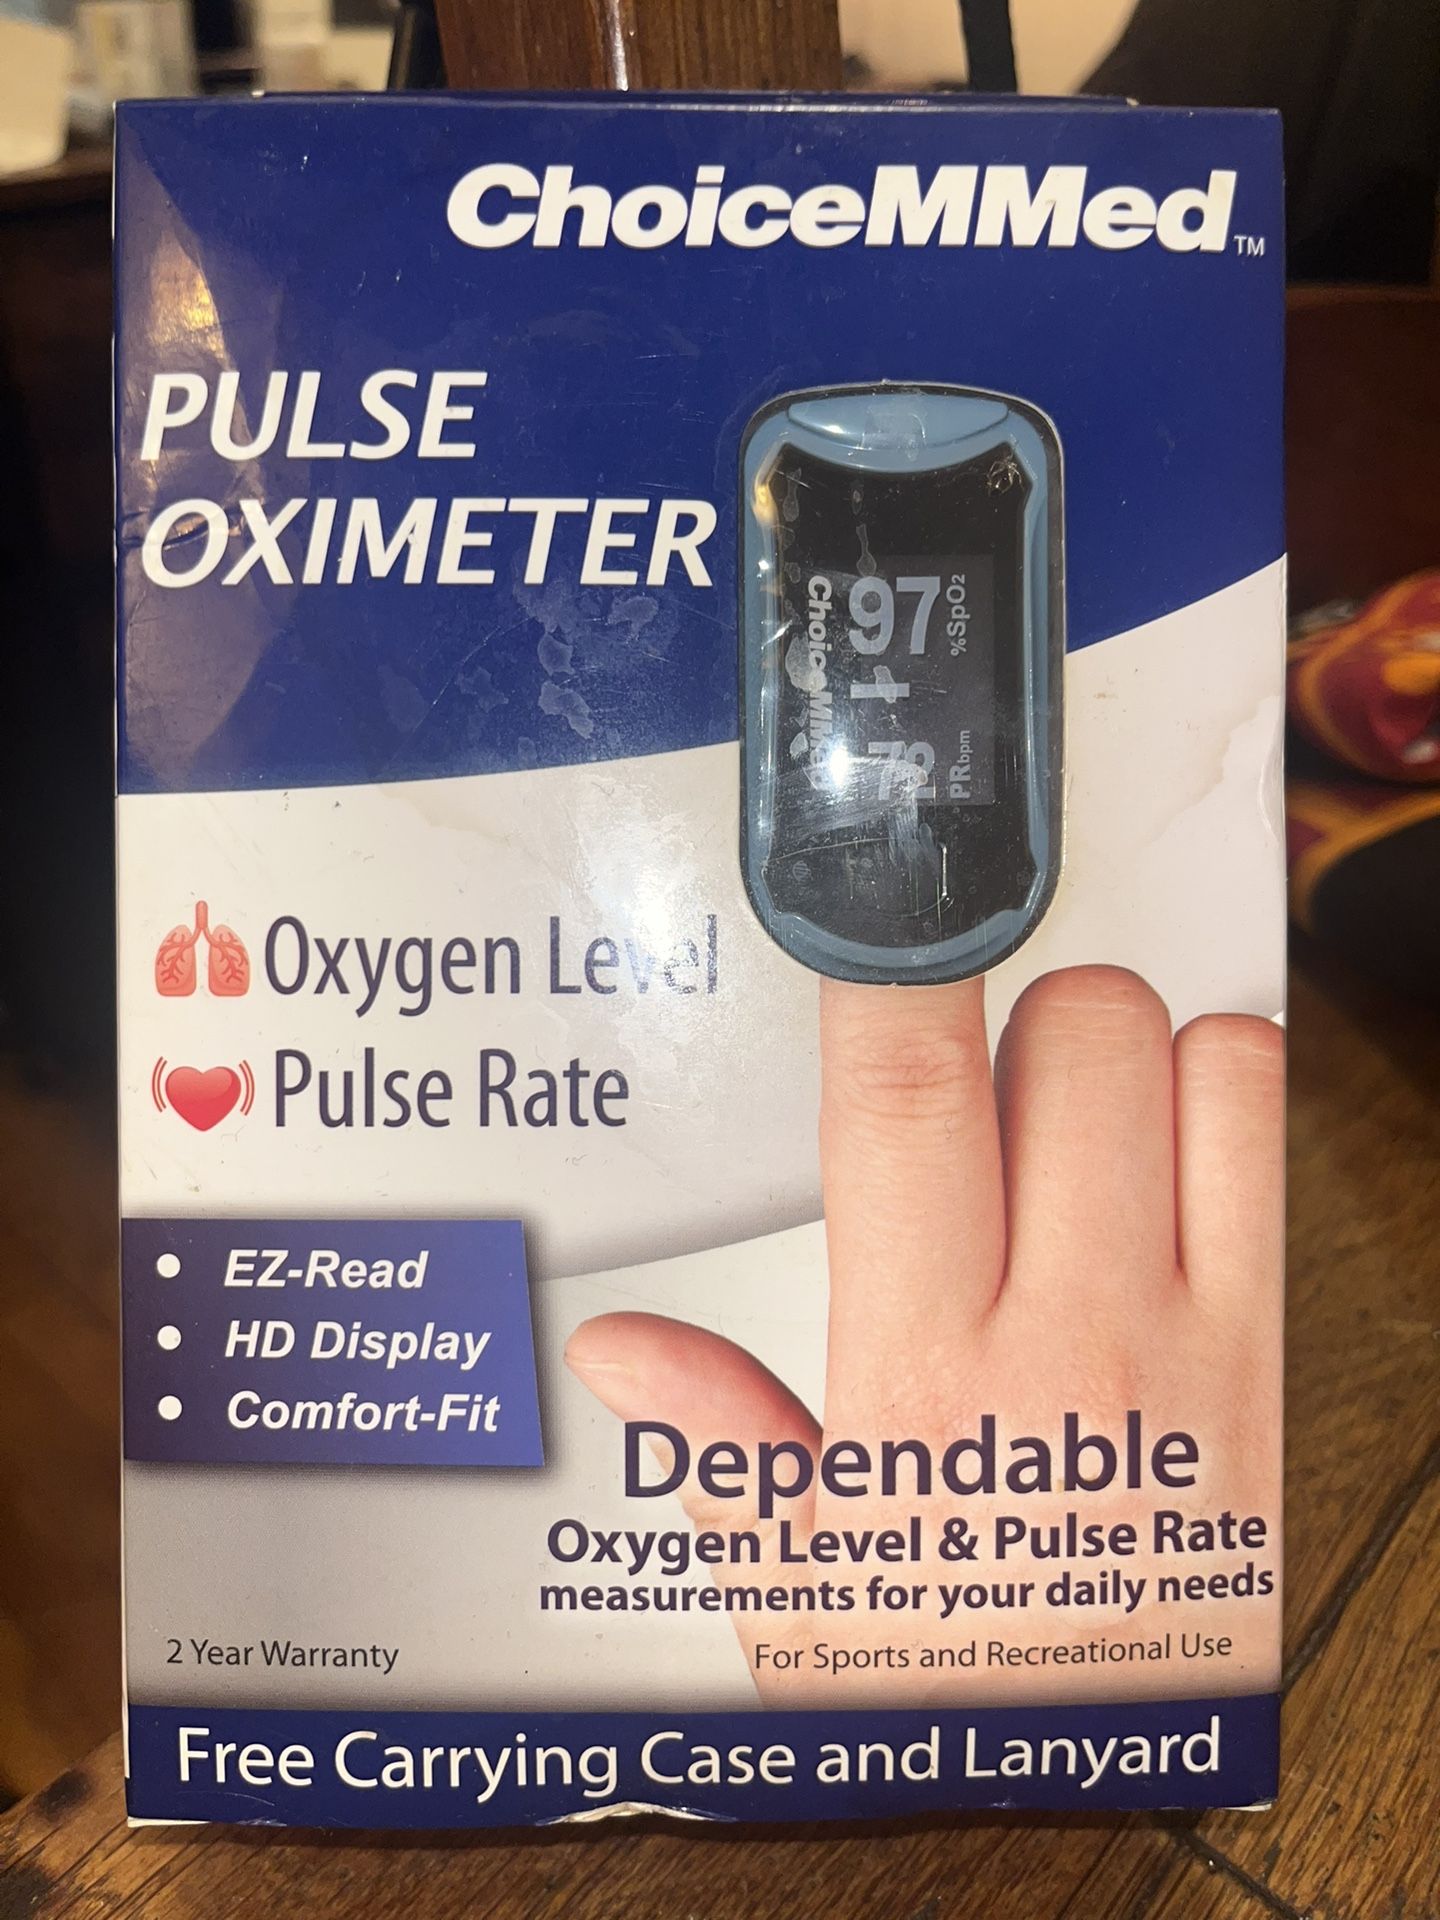 ChoiceMMed™
PULSE
OXIMETER
97
%SpO2
ChoiceMMed
78
PRbpm
Oxygen Level
Pulse Rate
• EZ-Read
• HD Display
• Comfort-Fit
Dependable
Oxygen Level & Pulse Rate
measurements for your daily needs
2 Year Warranty
For Sports and Recreational Use
Free Carrying Case and Lanyard